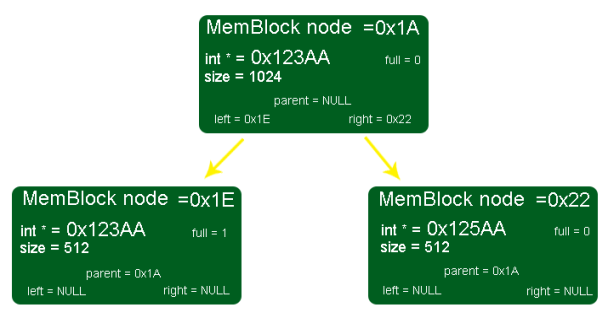 MemBlock node =0x1A
int * = 0x123AA full = 0
size = 1024
parent = NULL
left = 0x1E right = 0x22
MemBlock node =0x1E
int * = 0x123AA full = 1
size = 512
parent = 0x1A
left = NULL right = NULL
MemBlock node =0x22
int * = 0x125AA full = 0
size = 512
parent = 0x1A
left = NULL right = NULL